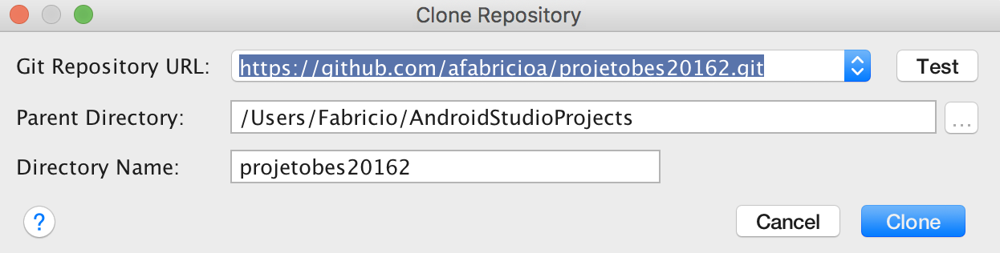 Clone Repository
Git Repository URL: https://github.com/afabricioa/projetobes20162.git Test
Parent Directory: /Users/Fabricio/AndroidStudioProjects ...
Directory Name: projetobes20162
? Cancel Clone